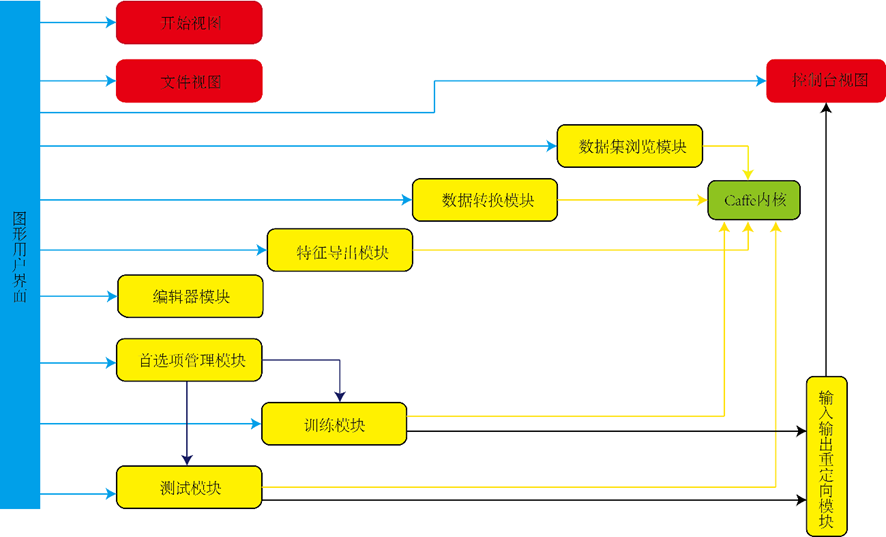 开始视图
文件视图
控制台视图
数据集浏览模块
数据转换模块
Caffe内核
图形用户界面
特征导出模块
编辑器模块
首选项管理模块
训练模块
输入输出重定向模块
测试模块